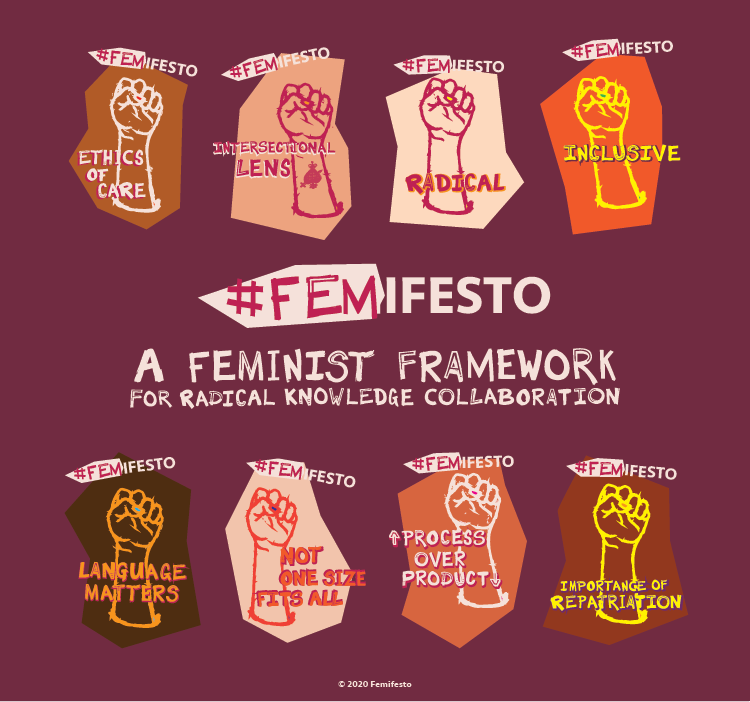 #FEMIFESTO
ETHICS
OF
CARE
#FEMIFESTO
INTERSECTIONAL
LENS
#FEMIFESTO
RADICAL
#FEMIFESTO
INCLUSIVE
#FEMIFESTO
A FEMINIST FRAMEWORK
FOR RADICAL KNOWLEDGE COLLABORATION
#FEMIFESTO
LANGUAGE
MATTERS
#FEMIFESTO
NOT
ONE SIZE
FITS ALL
#FEMIFESTO
↑PROCESS
OVER
PRODUCT↓
#FEMIFESTO
IMPORTANCE OF
REPATRIATION
© 2020 Femifesto